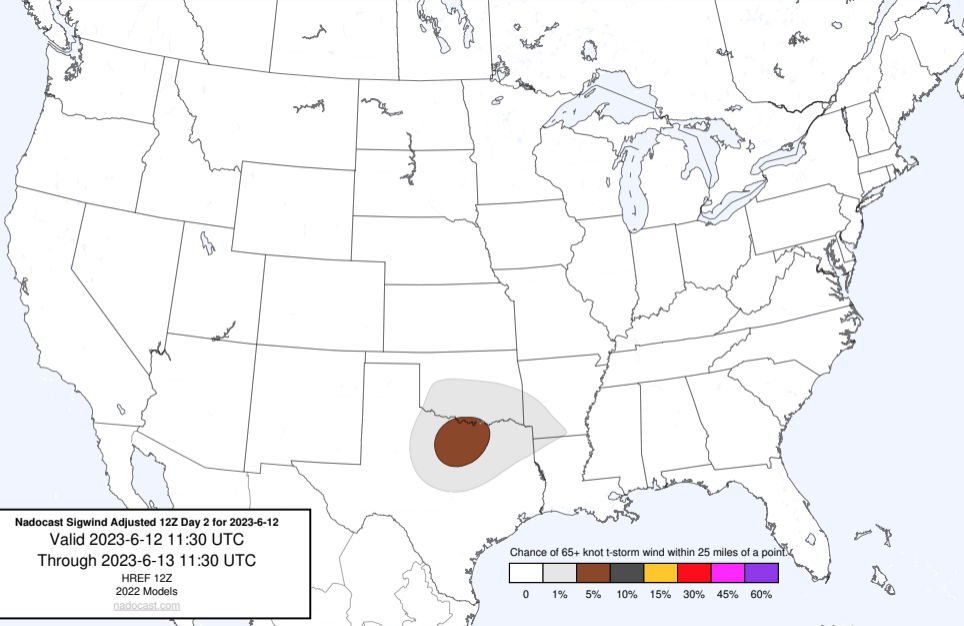 Nadocast Sigwind Adjusted 12Z Day 2 for 2023-6-12
Valid 2023-6-12 11:30 UTC
Through 2023-6-13 11:30 UTC
HREF 12Z
2022 Models
nadocast.com
Chance of 65+ knot t-storm wind within 25 miles of a point.
0 1% 5% 10% 15% 30% 45% 60%